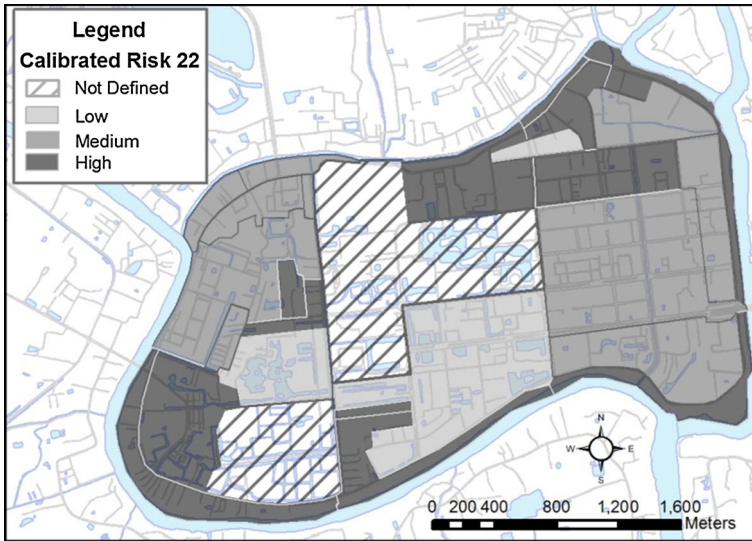 Legend
Calibrated Risk 22
Not Defined
Low
Medium
High
N
W E
S
0 200 400 800 1,200 1,600
Meters